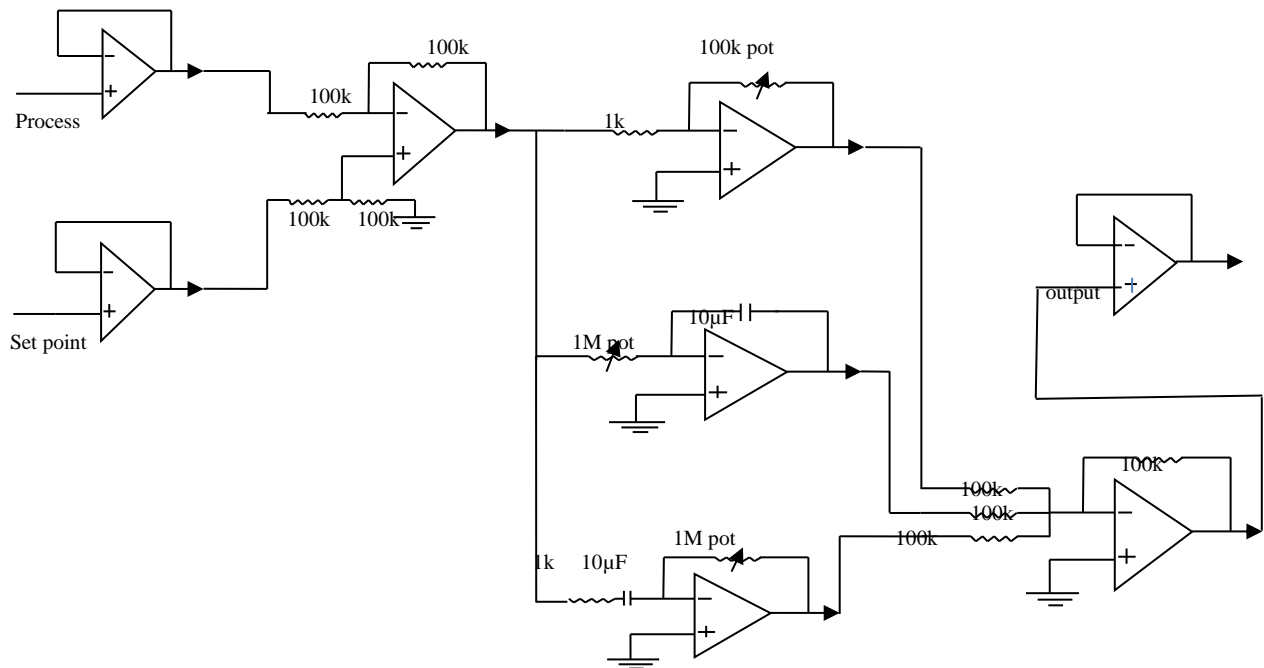 Process
100k
100k
Set point
100k
100k
100k pot
1k
1M pot
10µF
1k
10µF
1M pot
100k
100k
100k
100k
output